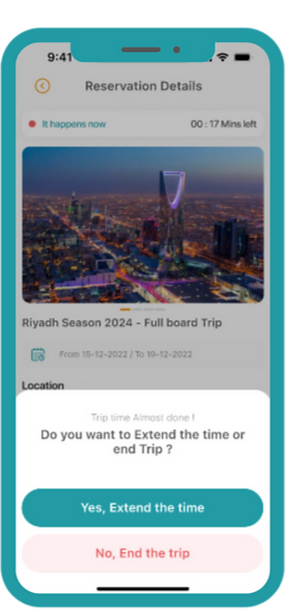 9:41
Reservation Details
It happens now 00 : 17 Mins left
Riyadh Season 2024 - Full board Trip
From 15-12-2022 / To 19-12-2022
Location
Trip time Almost done !
Do you want to Extend the time or
end Trip ?
Yes, Extend the time
No, End the trip